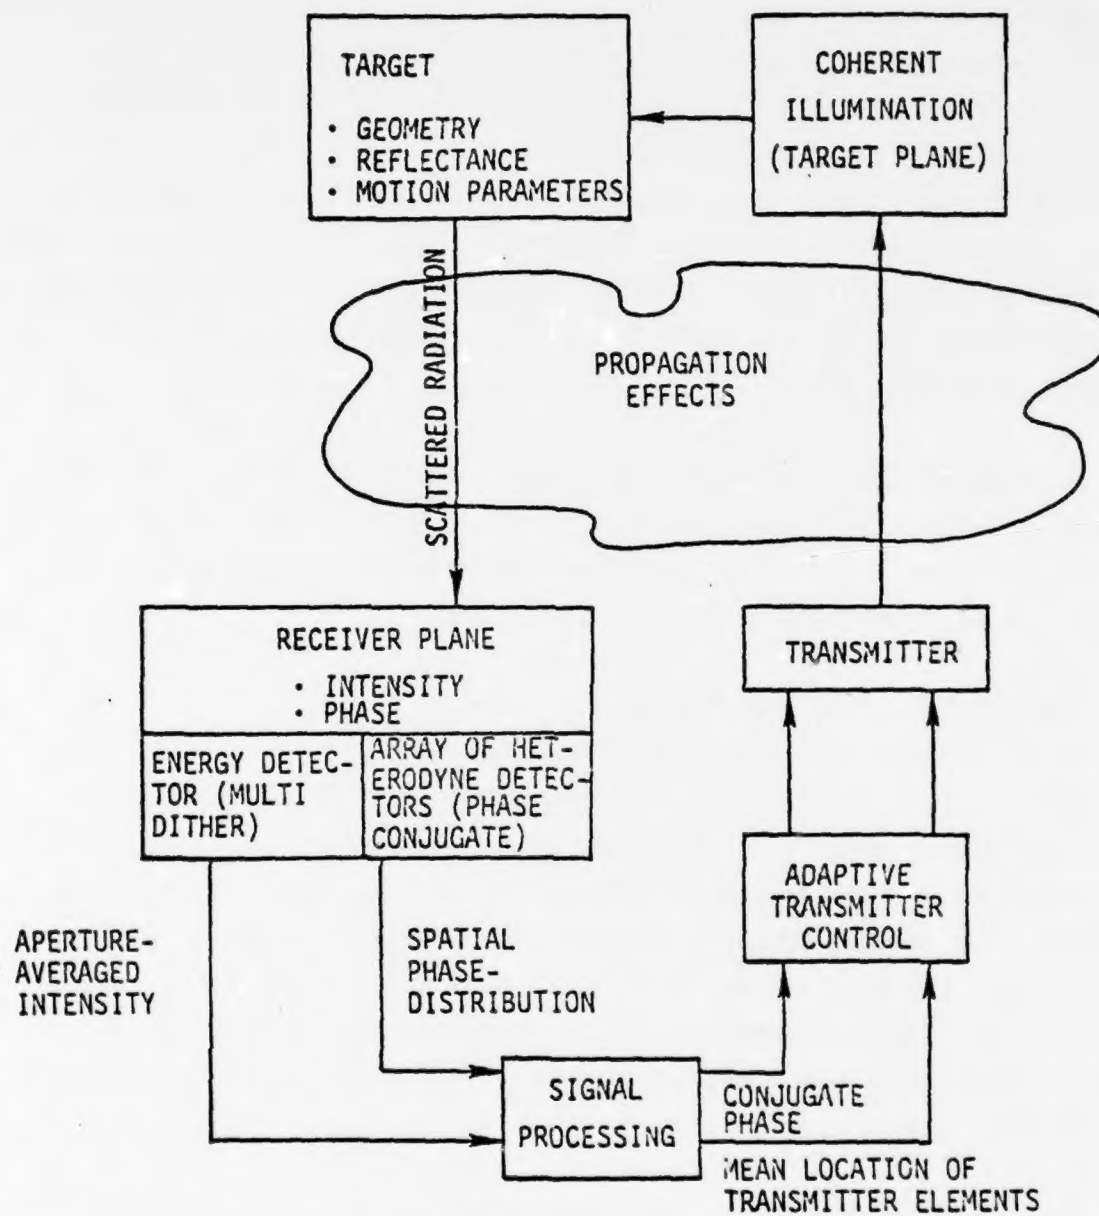 TARGET
• GEOMETRY
• REFLECTANCE
• MOTION PARAMETERS
COHERENT
ILLUMINATION
(TARGET PLANE)
SCATTERED RADIATION
PROPAGATION
EFFECTS
RECEIVER PLANE
• INTENSITY
• PHASE
ENERGY DETEC-
TOR (MULTI
DITHER)
ARRAY OF HET-
ERODYNE DETEC-
TORS (PHASE
CONJUGATE)
TRANSMITTER
ADAPTIVE
TRANSMITTER
CONTROL
APERTURE-
AVERAGED
INTENSITY
SPATIAL
PHASE-
DISTRIBUTION
SIGNAL
PROCESSING
CONJUGATE
PHASE
MEAN LOCATION OF
TRANSMITTER ELEMENTS